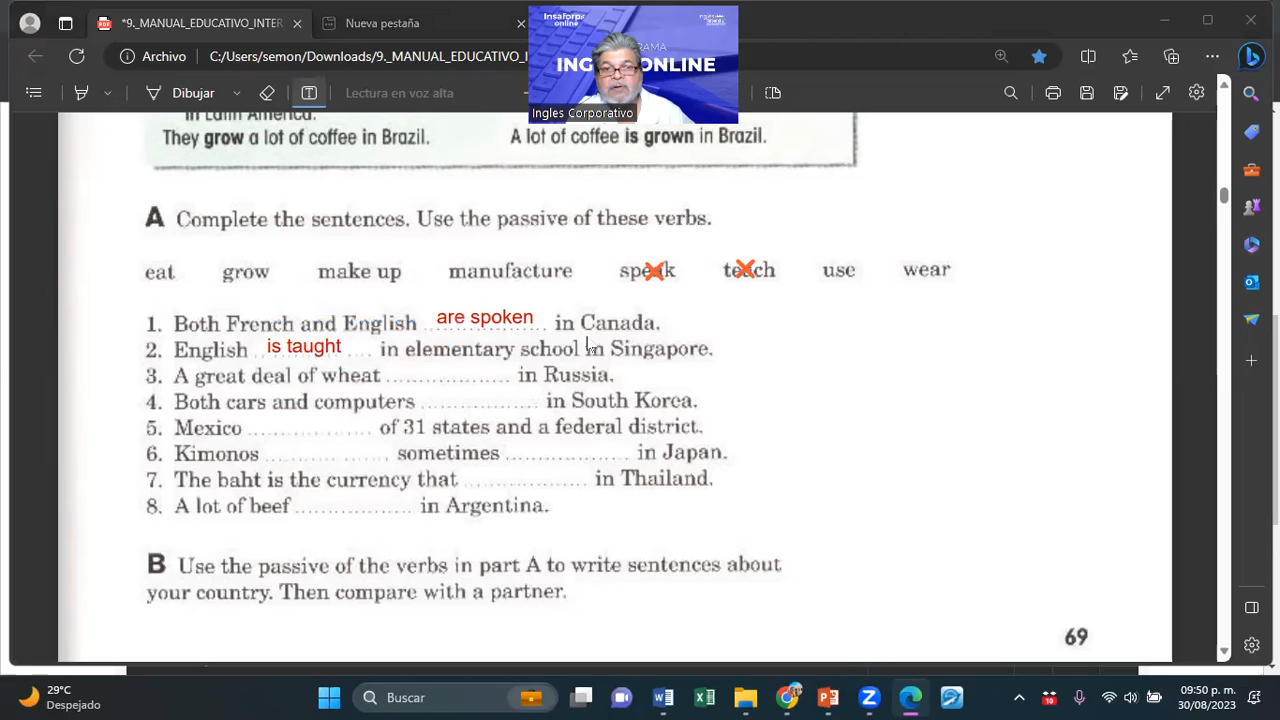 *9._MANUAL_EDUCATIVO_INTER
Nueva pestaña
Archivo
C:/Users/semon/Downloads/9._MANUAL_EDUCATIVO_I
Insaforp
online
INGLES ONLINE
Ingles Corporativo
Dibujar
Lectura en voz alta
in Latin America.
They grow a lot of coffee in Brazil.
A lot of coffee is grown in Brazil.
A Complete the sentences. Use the passive of these verbs.
eat grow make up manufacture speak teach use wear
1. Both French and English are spoken in Canada.
2. English is taught in elementary school in Singapore.
3. A great deal of wheat .................. in Russia.
4. Both cars and computers .................. in South Korea.
5. Mexico .................. of 31 states and a federal district.
6. Kimonos .................. sometimes .................. in Japan.
7. The baht is the currency that .................. in Thailand.
8. A lot of beef .................. in Argentina.
B Use the passive of the verbs in part A to write sentences about
your country. Then compare with a partner.
69
29°C
Despejado
Buscar
09:50 p. m.
30/08/2023